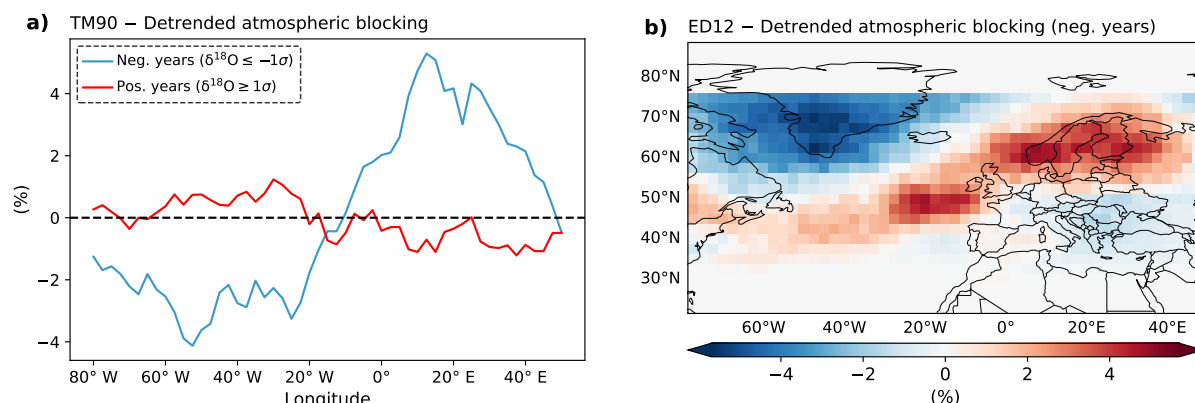 a) TM90 − Detrended atmospheric blocking
Neg. years (δ¹⁸O ≤ −1σ)
Pos. years (δ¹⁸O ≥ 1σ)
(%)
4
2
0
−2
−4
80° W 60° W 40° W 20° W 0° 20° E 40° E
Longitude
b) ED12 − Detrended atmospheric blocking (neg. years)
80°N
70°N
60°N
50°N
40°N
30°N
60°W 40°W 20°W 0° 20°E 40°E
−4 −2 0 2 4
(%)